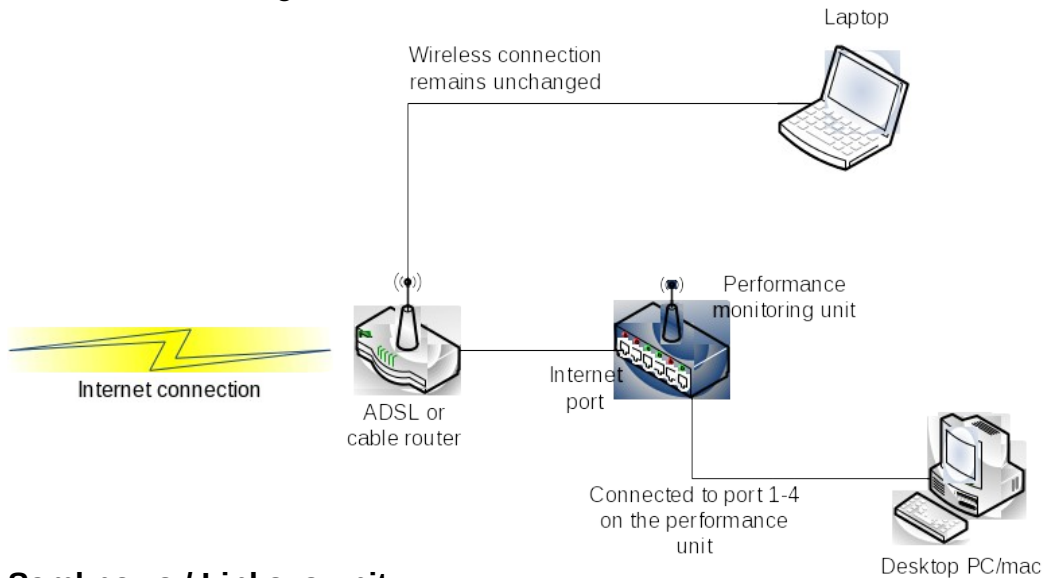 Laptop
Wireless connection
remains unchanged
Performance
monitoring unit
Internet connection
Internet
port
ADSL or
cable router
Connected to port 1-4
on the performance
unit
Desktop PC/mac